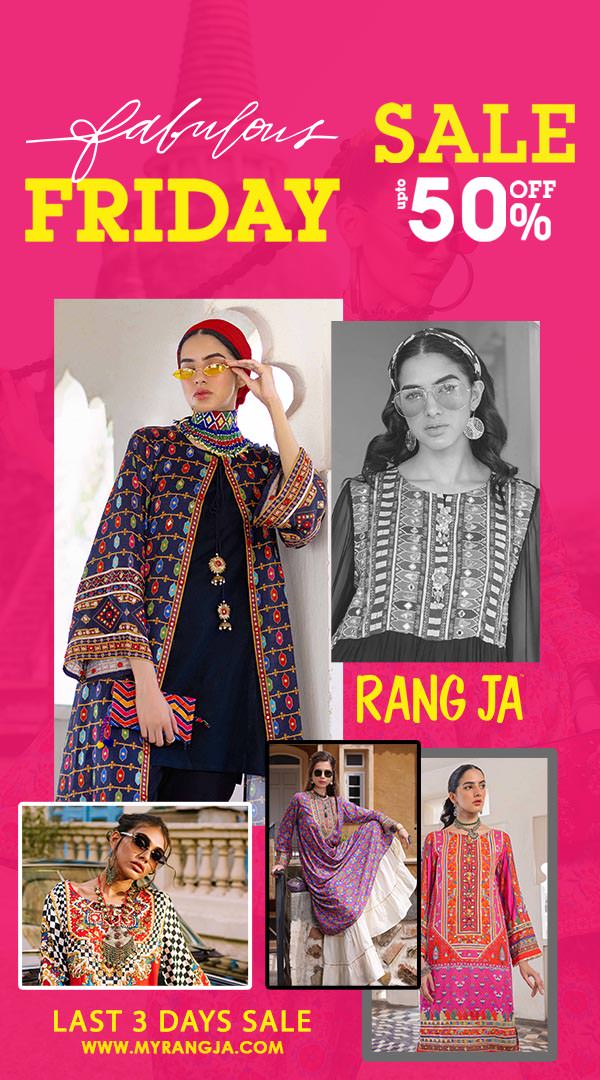 fabulous
FRIDAY
SALE
upto 50% OFF
RANG JA
LAST 3 DAYS SALE
WWW.MYRANGJA.COM